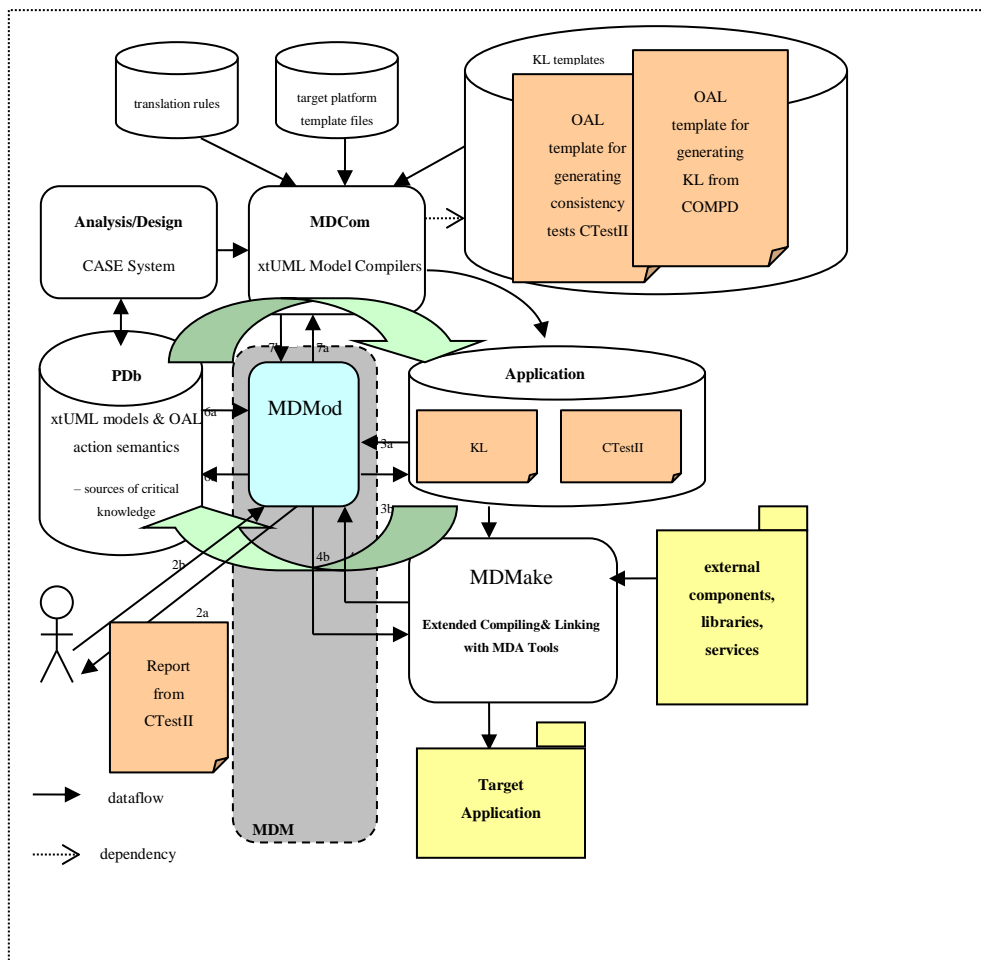 KL templates
translation rules
target platform
template files
OAL
template for
generating
consistency
tests CTestII
OAL
template for
generating
KL from
COMPD
Analysis/Design
CASE System
MDCom
xtUML Model Compilers
7a
PDb
xtUML models & OAL
action semantics
– sources of critical
knowledge
6a
MDMod
Application
KL
CTestII
3a
3b
4b
2b
2a
MDMake
Extended Compiling& Linking
with MDA Tools
external
components,
libraries,
services
Report
from
CTestII
Target
Application
MDM
dataflow
dependency